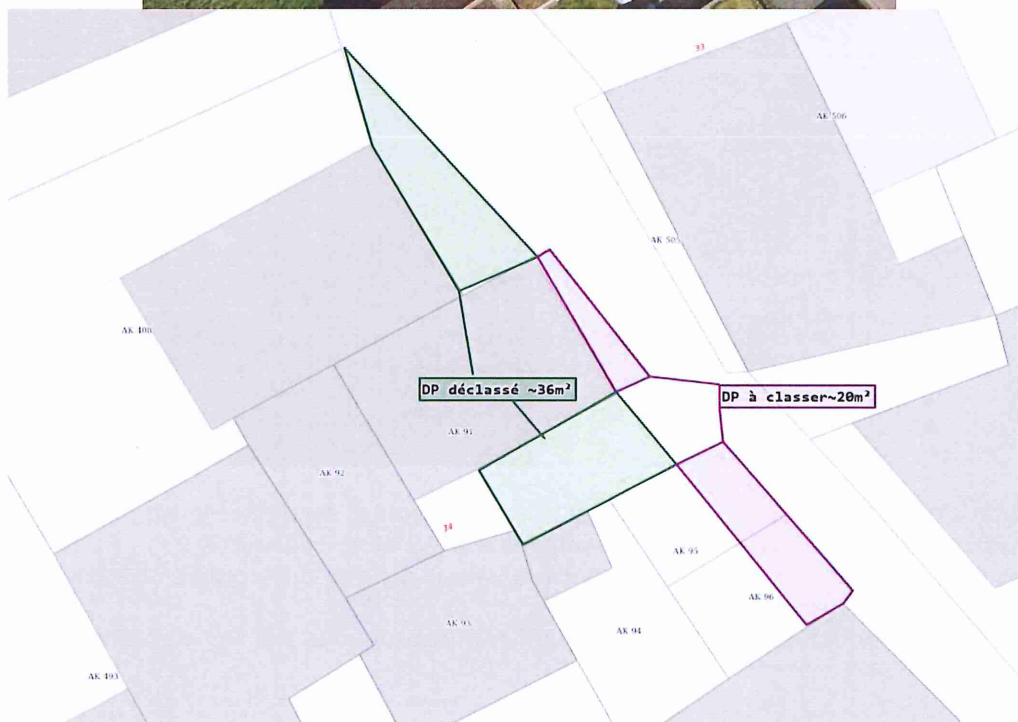 33
AK 506
AK 505
AK 408
DP déclassé ~36m²
DP à classer~20m²
AK 91
AK 92
34
AK 95
AK 96
AK 93
AK 94
AK 493